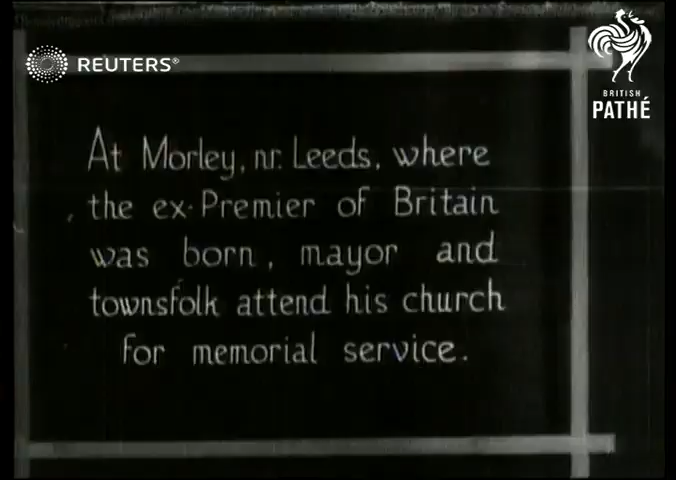 REUTERS®
BRITISH
PATHÉ
At Morley, nr. Leeds, where
the ex-Premier of Britain
was born, mayor and
townsfolk attend his church
for memorial service.